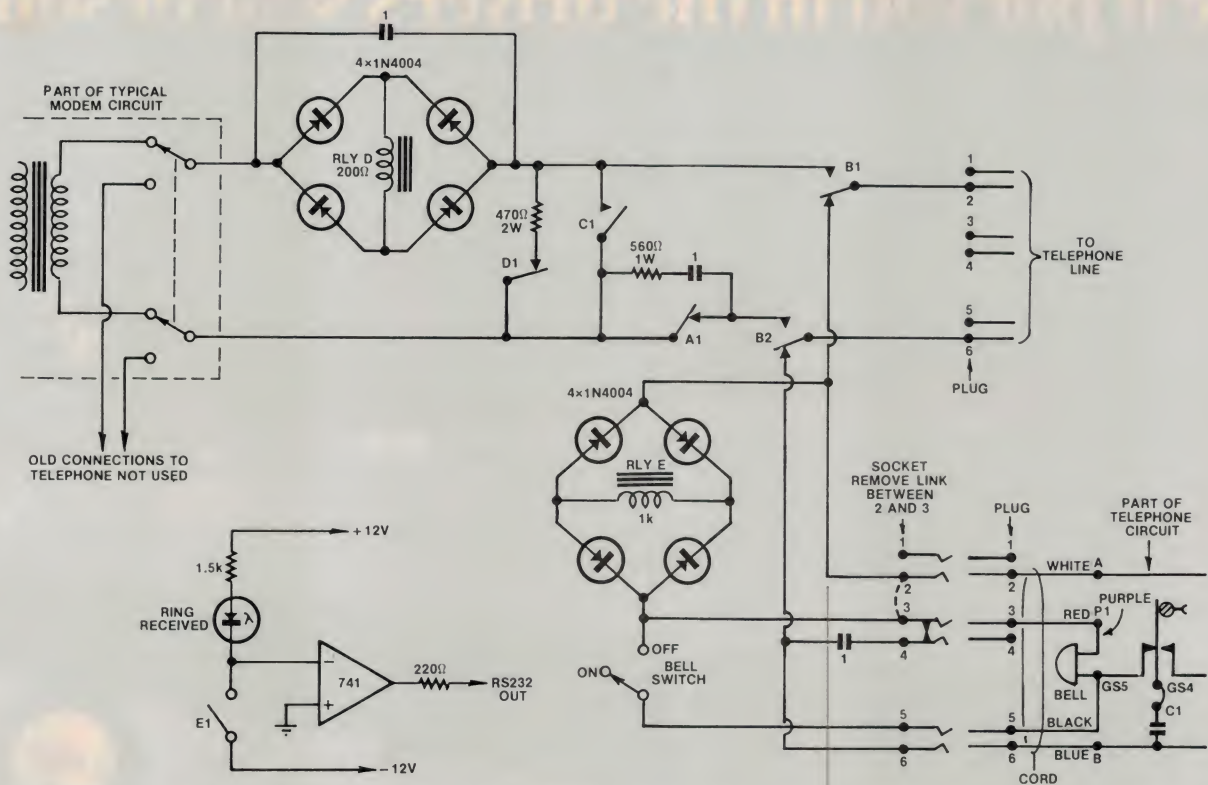 1
4×1N4004
PART OF TYPICAL
MODEM CIRCUIT
RLY D
200Ω
470Ω
2W
D1
C1
560Ω
1W
1
A1
B1
B2
1
2
3
4
5
6
TO
TELEPHONE
LINE
PLUG
OLD CONNECTIONS TO
TELEPHONE NOT USED
4×1N4004
RLY E
1k
SOCKET
REMOVE LINK
BETWEEN
2 AND 3
PLUG
PART OF
TELEPHONE
CIRCUIT
1
2
3
4
5
6
1
2
3
4
5
6
WHITE A
PURPLE
RED P1
BELL
GS5
GS4
C1
BLACK
BLUE B
CORD
1
OFF
BELL
SWITCH
ON
+12V
1.5k
RING
RECEIVED
λ
−
741
+
220Ω
RS232
OUT
E1
−12V